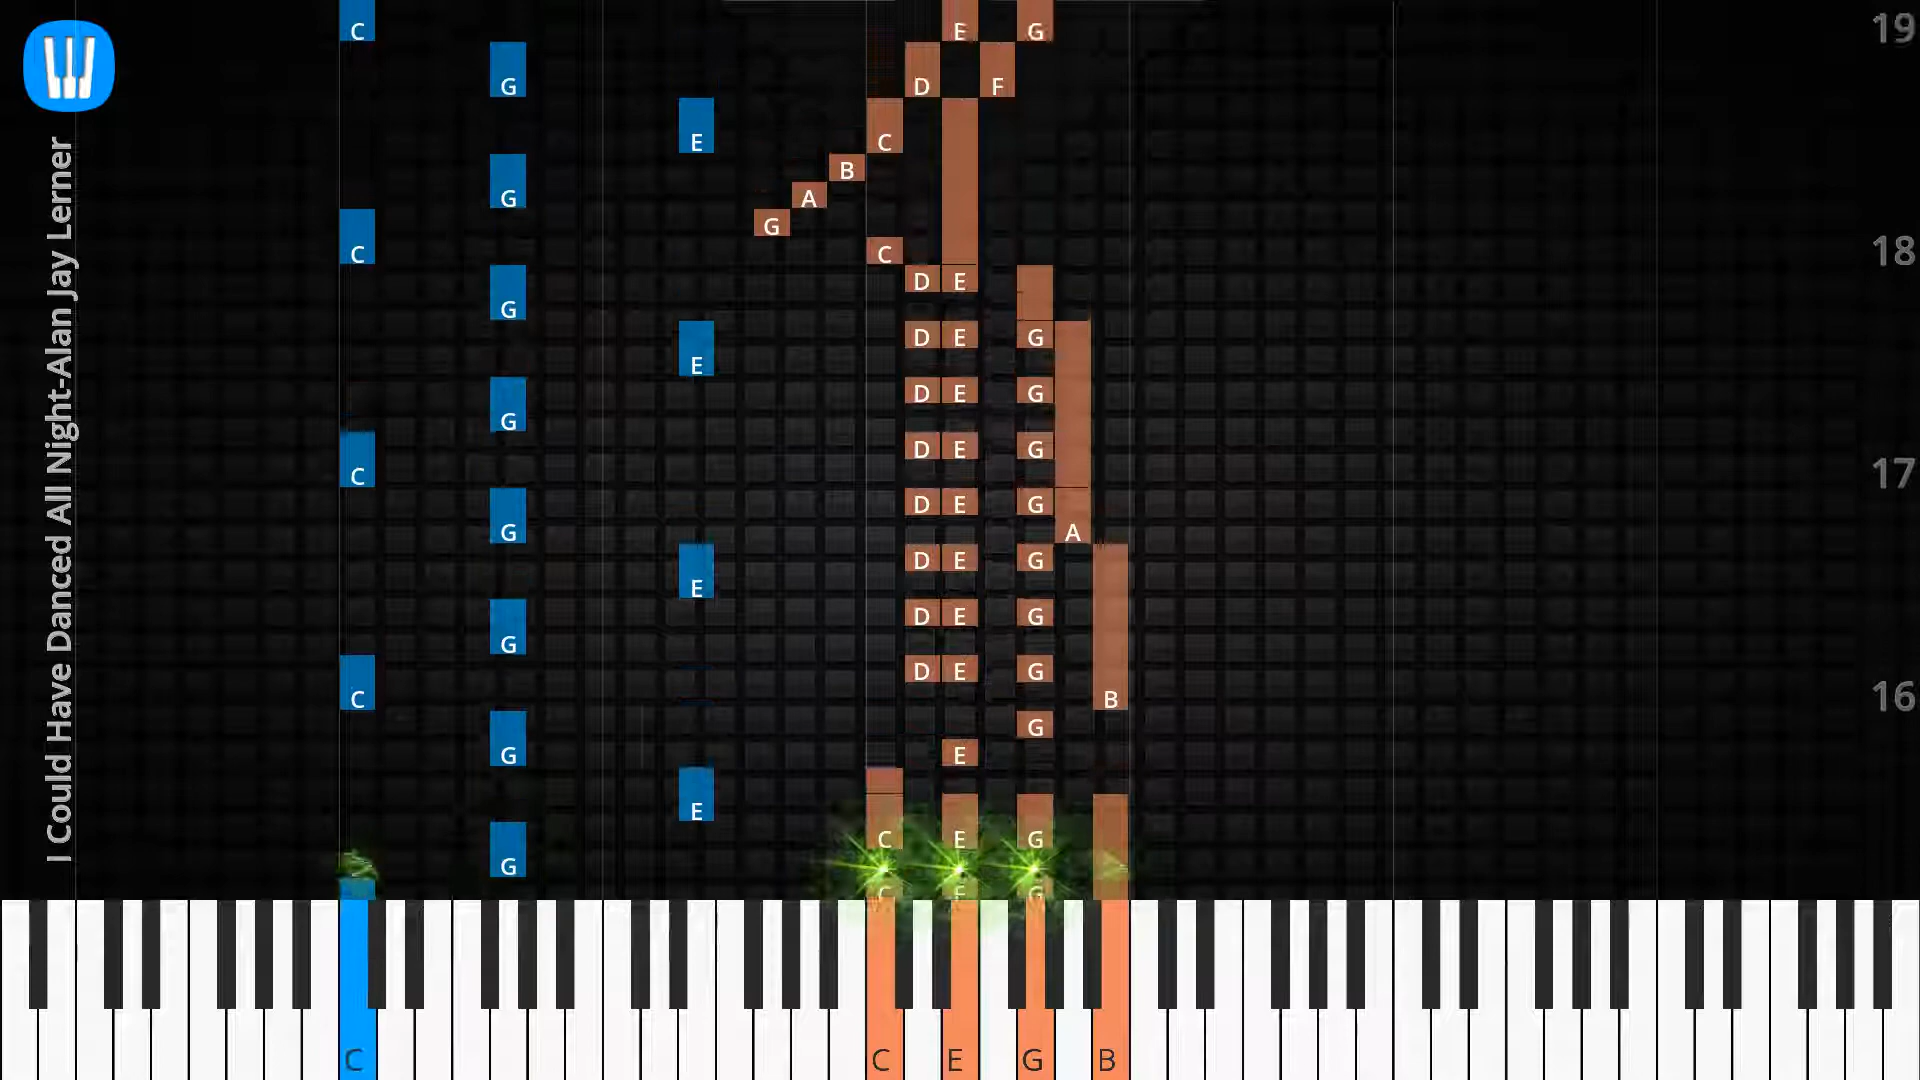 I Could Have Danced All Night-Alan Jay Lerner
C E G 19
G D F
E C
B
G A
G
C C 18
G D E
E D E G
G D E G
C D E G 17
G D E G
A
E D E G
G D E G
C D E G 16
B
G G
E
E C E G
G
C E G
C C E G B